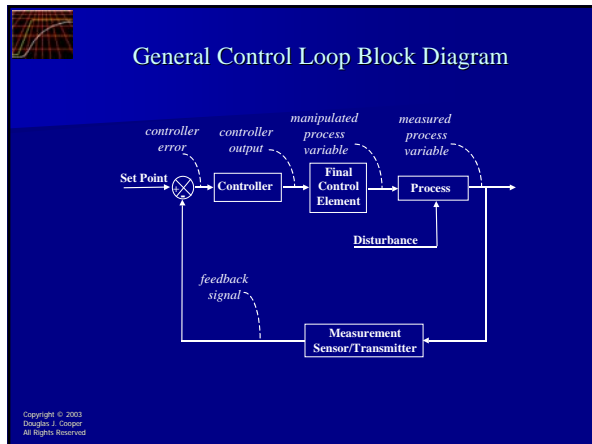 General Control Loop Block Diagram
controller
error
controller
output
manipulated
process
variable
measured
process
variable
Set Point
+
-
Controller
Final
Control
Element
Process
Disturbance
feedback
signal
Measurement
Sensor/Transmitter
Copyright © 2003
Douglas J. Cooper
All Rights Reserved